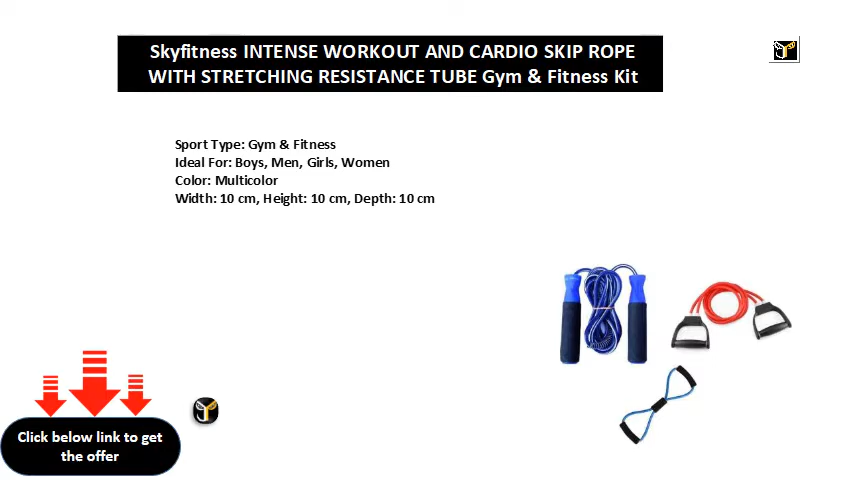 Skyfitness INTENSE WORKOUT AND CARDIO SKIP ROPE
WITH STRETCHING RESISTANCE TUBE Gym & Fitness Kit
Sport Type: Gym & Fitness
Ideal For: Boys, Men, Girls, Women
Color: Multicolor
Width: 10 cm, Height: 10 cm, Depth: 10 cm
Click below link to get
the offer